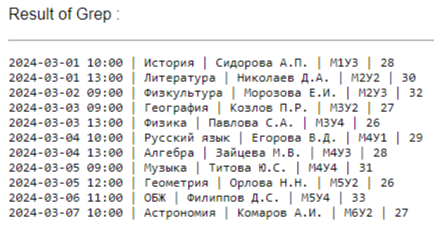 Result of Grep :
2024-03-01 10:00 | История | Сидорова А.П. | М1У3 | 28
2024-03-01 13:00 | Литература | Николаев Д.А. | М2У2 | 30
2024-03-02 09:00 | Физкультура | Морозова Е.И. | М2У3 | 32
2024-03-03 09:00 | География | Козлов П.Р. | М3У2 | 27
2024-03-03 13:00 | Физика | Павлова С.А. | М3У4 | 26
2024-03-04 10:00 | Русский язык | Егорова В.Д. | М4У1 | 29
2024-03-04 13:00 | Алгебра | Зайцева М.В. | М4У3 | 28
2024-03-05 09:00 | Музыка | Титова Ю.С. | М4У4 | 31
2024-03-05 12:00 | Геометрия | Орлова Н.Н. | М5У2 | 26
2024-03-06 11:00 | ОБЖ | Филиппов Д.С. | М5У4 | 33
2024-03-07 10:00 | Астрономия | Комаров А.И. | М6У2 | 27